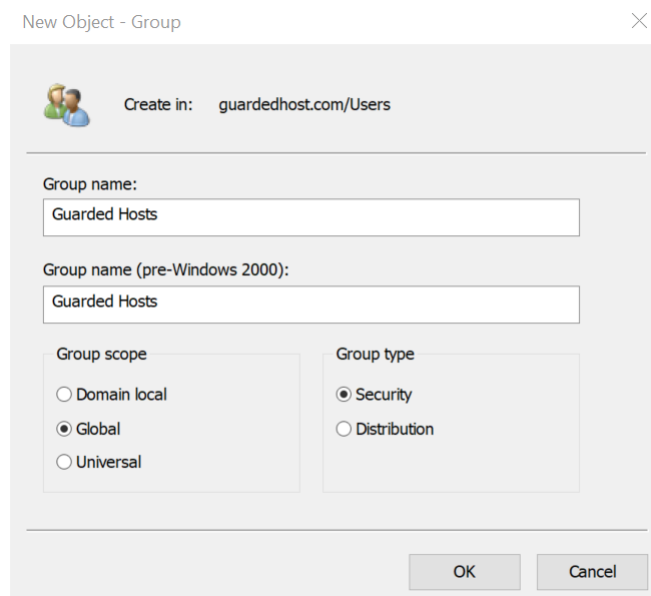 New Object - Group
Create in: guardedhost.com/Users
Group name:
Guarded Hosts
Group name (pre-Windows 2000):
Guarded Hosts
Group scope
Domain local
Global
Universal
Group type
Security
Distribution
OK
Cancel